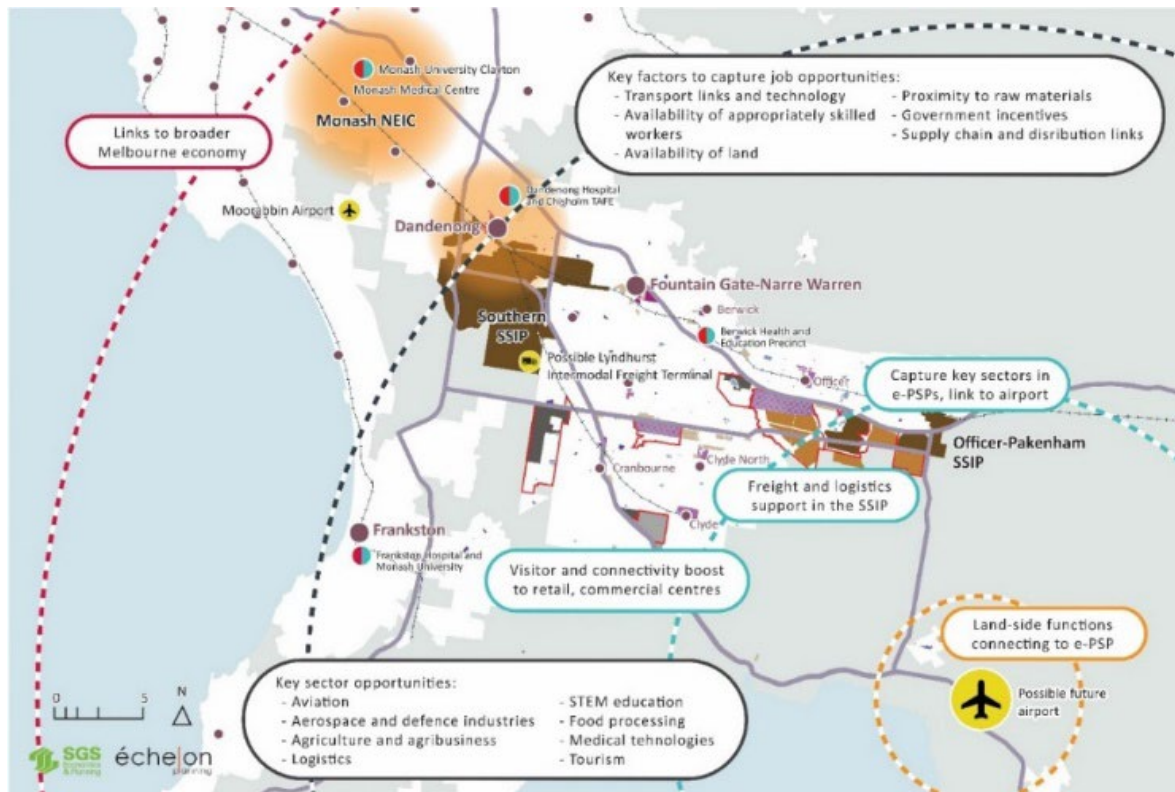 Monash University Clayton
Monash Medical Centre
Monash NEIC
Key factors to capture job opportunities:
- Transport links and technology
- Availability of appropriately skilled
workers
- Availability of land
- Proximity to raw materials
- Government incentives
- Supply chain and disribution links
Links to broader
Melbourne economy
Moorabbin Airport
Dandenong Hospital
and Chisholm TAFE
Dandenong
Fountain Gate-Narre Warren
Berwick
Southern
SSIP
Berwick Health and
Education Precinct
Possible Lyndhurst
Intermodal Freight Terminal
Officer
Capture key sectors in
e-PSPs, link to airport
Officer-Pakenham
SSIP
Cranbourne
Clyde North
Freight and logistics
support in the SSIP
Clyde
Frankston
Frankston Hospital and
Monash University
Visitor and connectivity boost
to retail, commercial centres
Land-side functions
connecting to e-PSP
Possible future
airport
Key sector opportunities:
- Aviation
- Aerospace and defence industries
- Agriculture and agribusiness
- Logistics
- STEM education
- Food processing
- Medical tehnologies
- Tourism
0 5
N
SGS
Economics
& Planning
éche|on
planning